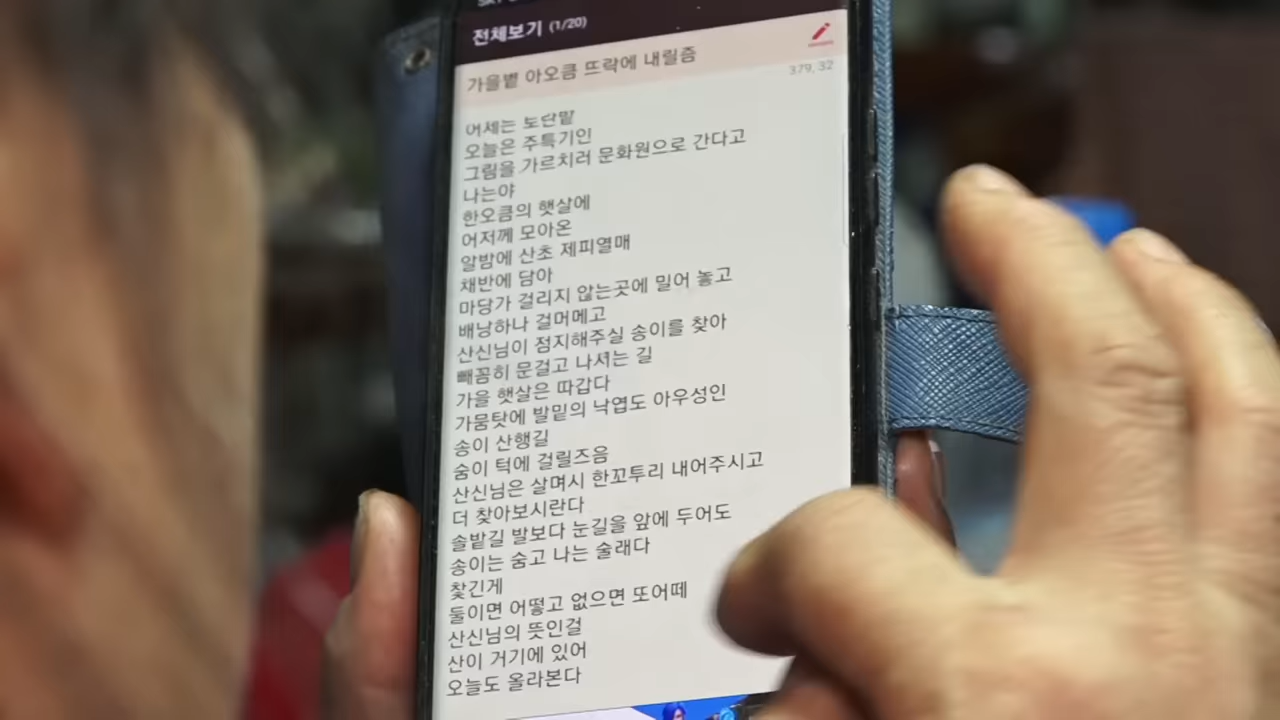 전체보기 (1/20)
가을볕 아오큼 뜨락에 내릴즘
379, 32
어제는 토란밭
오늘은 주특기인
그림을 가르치러 문화원으로 간다고
나는야
한오큼의 햇살에
어저께 모아온
알밤에 산초 제피열매
채반에 담아
마당가 걸리지 않는곳에 밀어 놓고
배낭하나 걸머메고
산신님이 점지해주실 송이를 찾아
빼꼼히 문걸고 나셔는 길
가을 햇살은 따갑다
가뭄탓에 발밑의 낙엽도 아우성인
송이 산행길
숨이 턱에 걸릴즈음
산신님은 살며시 한꼬투리 내어주시고
더 찾아보시란다
솔밭길 발보다 눈길을 앞에 두어도
송이는 숨고 나는 술래다
찿긴게
둘이면 어떻고 없으면 또어떼
산신님의 뜻인걸
산이 거기에 있어
오늘도 올라본다